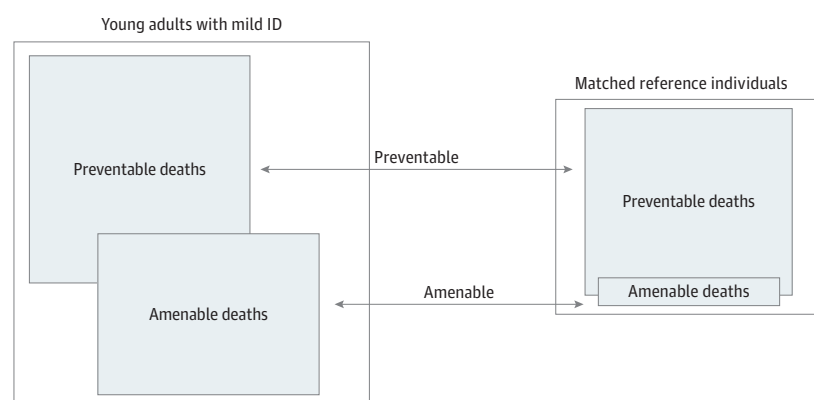 Young adults with mild ID
Matched reference individuals
Preventable deaths
Preventable
Preventable deaths
Amenable deaths
Amenable
Amenable deaths